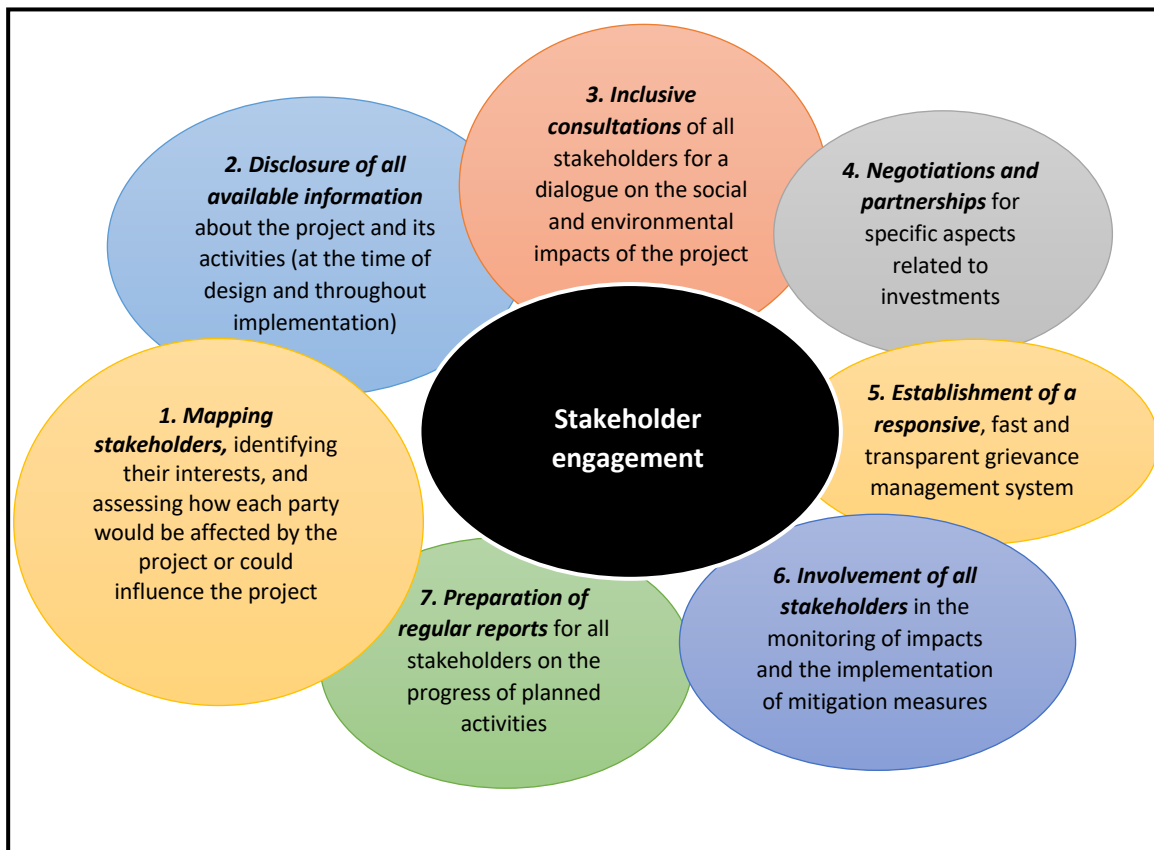 1. Mapping
stakeholders, identifying
their interests, and
assessing how each party
would be affected by the
project or could
influence the project
2. Disclosure of all
available information
about the project and its
activities (at the time of
design and throughout
implementation)
3. Inclusive
consultations of all
stakeholders for a
dialogue on the social
and environmental
impacts of the project
4. Negotiations and
partnerships for
specific aspects
related to
investments
5. Establishment of a
responsive, fast and
transparent grievance
management system
6. Involvement of all
stakeholders in the
monitoring of impacts
and the implementation
of mitigation measures
7. Preparation of
regular reports for all
stakeholders on the
progress of planned
activities
Stakeholder
engagement